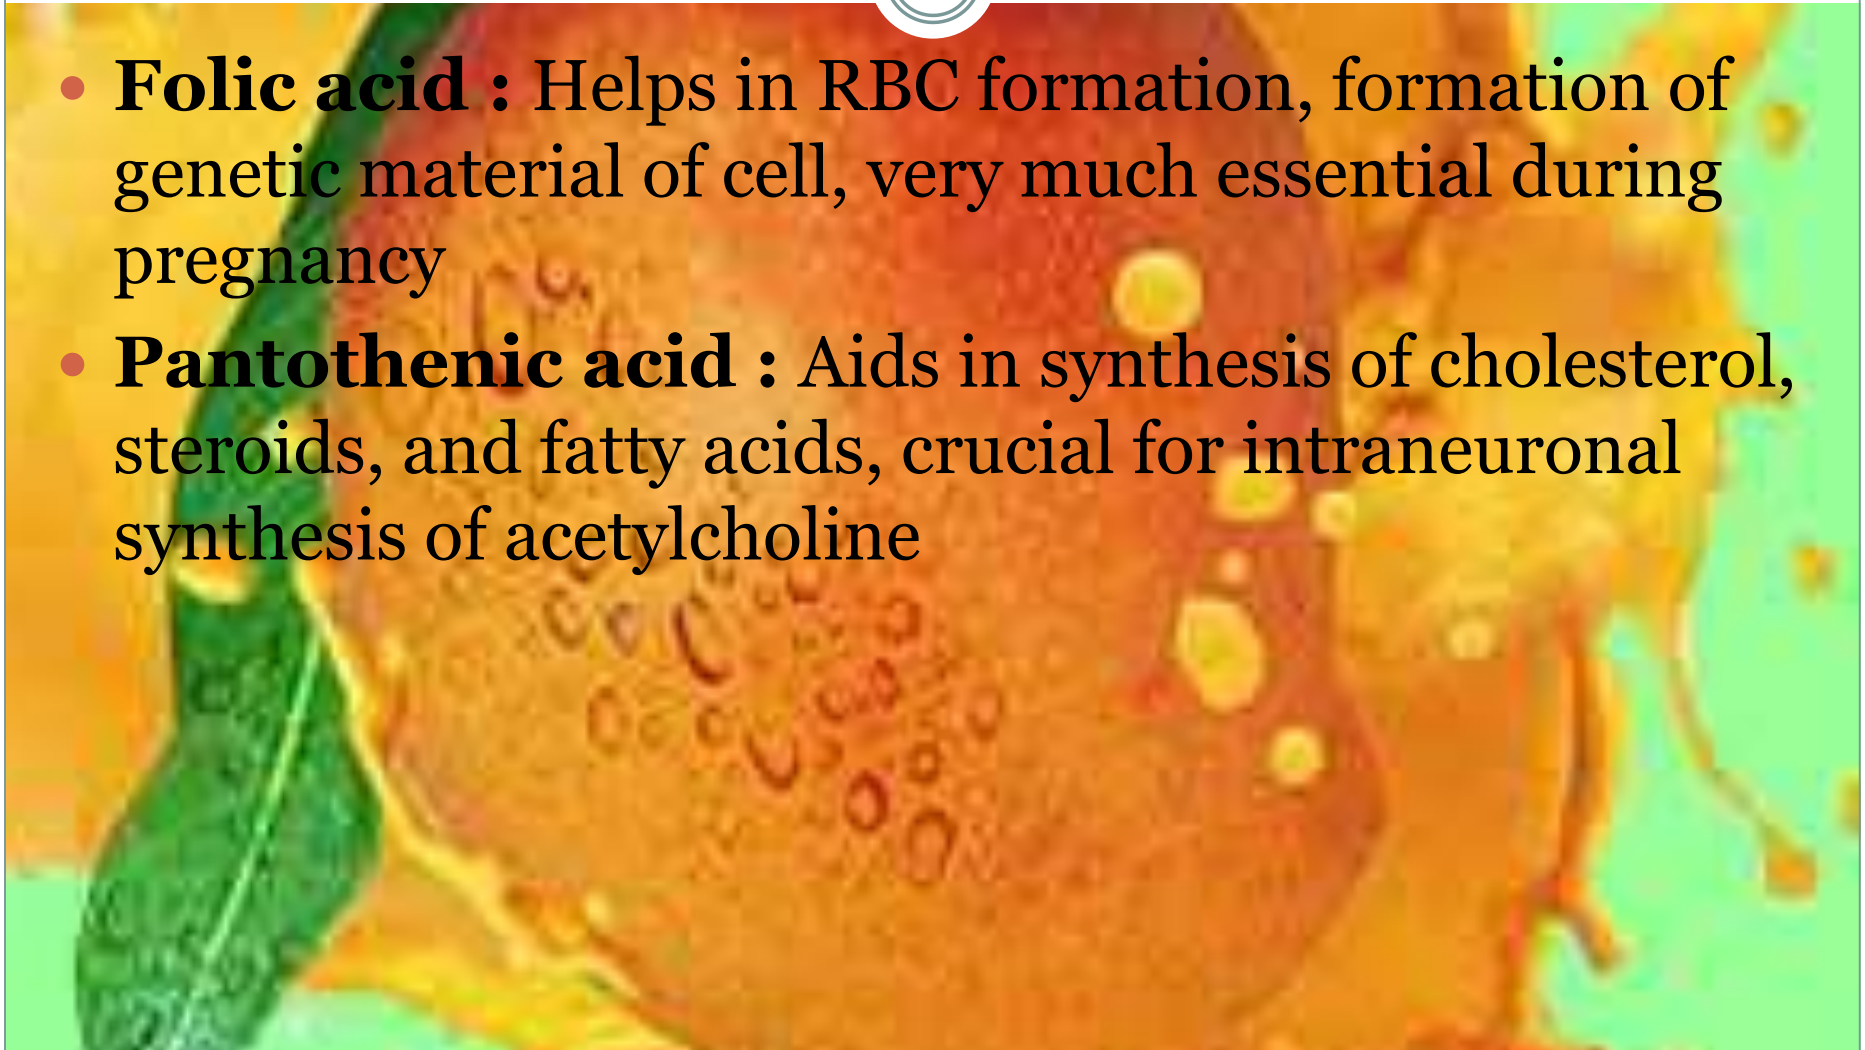 • Folic acid : Helps in RBC formation, formation of
genetic material of cell, very much essential during
pregnancy
• Pantothenic acid : Aids in synthesis of cholesterol,
steroids, and fatty acids, crucial for intraneuronal
synthesis of acetylcholine